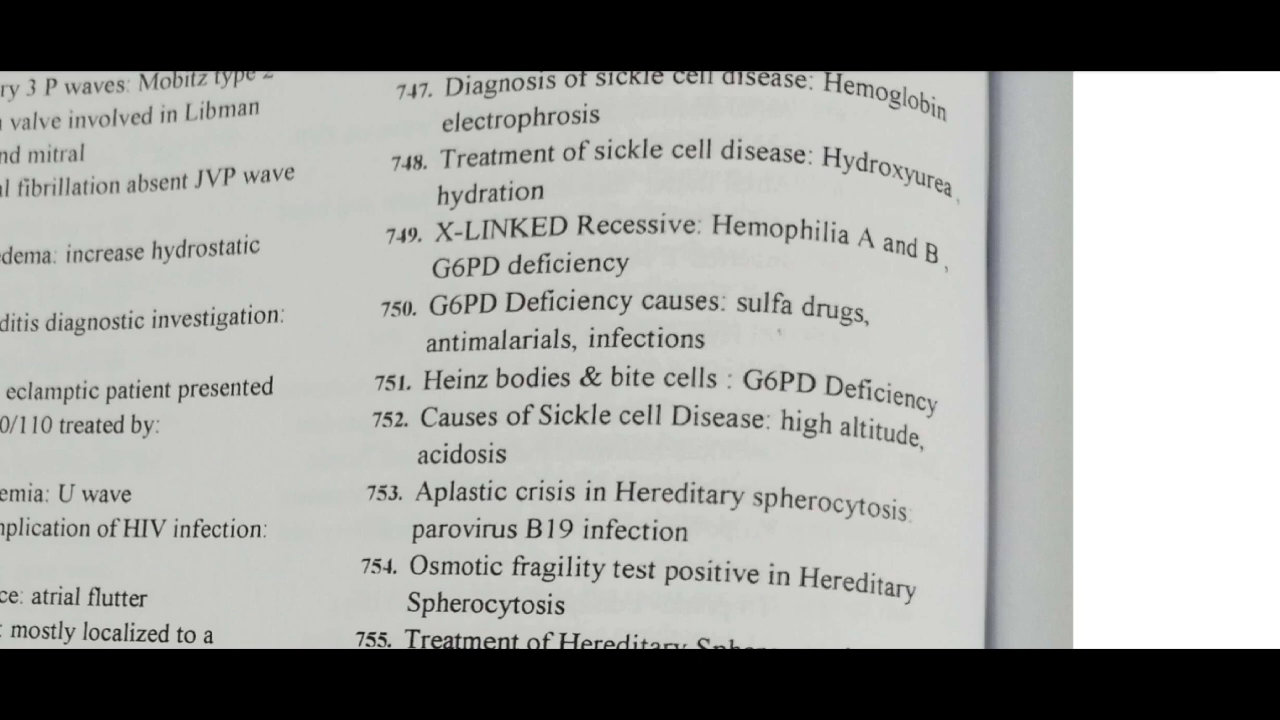 ry 3 P waves: Mobitz type 2
valve involved in Libman
nd mitral
al fibrillation absent JVP wave
dema: increase hydrostatic
ditis diagnostic investigation:
eclamptic patient presented
0/110 treated by:
emia: U wave
mplication of HIV infection:
ce: atrial flutter
: mostly localized to a
747. Diagnosis of sickle cell disease: Hemoglobin
electrophrosis
748. Treatment of sickle cell disease: Hydroxyurea,
hydration
749. X-LINKED Recessive: Hemophilia A and B,
G6PD deficiency
750. G6PD Deficiency causes: sulfa drugs,
antimalarials, infections
751. Heinz bodies & bite cells : G6PD Deficiency
752. Causes of Sickle cell Disease: high altitude,
acidosis
753. Aplastic crisis in Hereditary spherocytosis:
parovirus B19 infection
754. Osmotic fragility test positive in Hereditary
Spherocytosis
755. Treatment of Hereditary